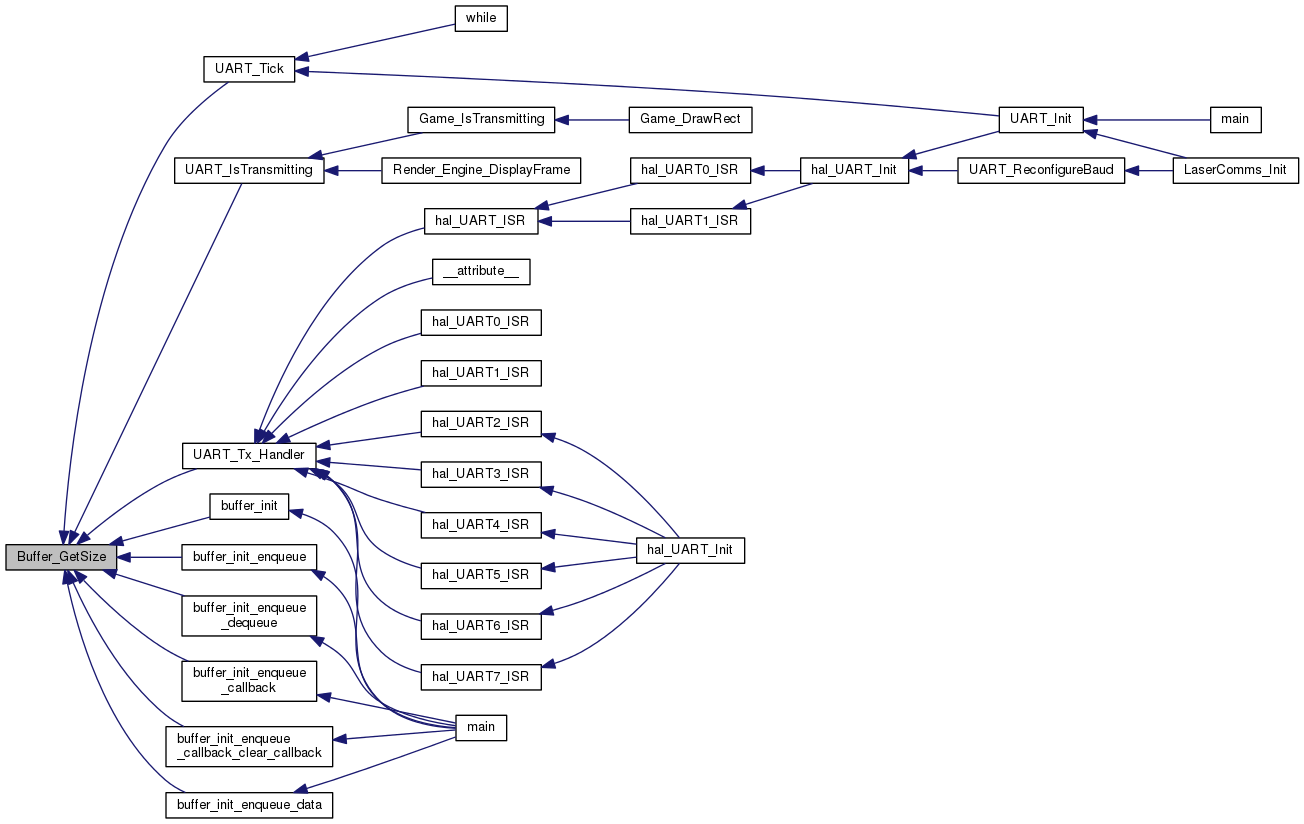 while
UART_Tick
Game_IsTransmitting
Game_DrawRect
UART_Init
main
UART_IsTransmitting
Render_Engine_DisplayFrame
hal_UART0_ISR
hal_UART_Init
UART_ReconfigureBaud
LaserComms_Init
hal_UART_ISR
hal_UART1_ISR
__attribute__
hal_UART0_ISR
hal_UART1_ISR
hal_UART2_ISR
UART_Tx_Handler
hal_UART3_ISR
buffer_init
hal_UART4_ISR
Buffer_GetSize
buffer_init_enqueue
hal_UART_Init
hal_UART5_ISR
buffer_init_enqueue
_dequeue
hal_UART6_ISR
buffer_init_enqueue
_callback
hal_UART7_ISR
main
buffer_init_enqueue
_callback_clear_callback
buffer_init_enqueue_data